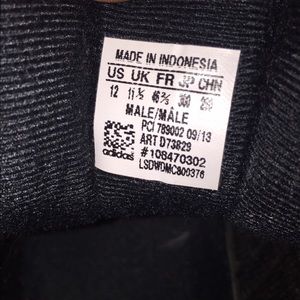 MADE IN INDONESIA
US UK FR JP CHN
12 11½ 46⅔ 300
MALE/MÂLE
PCI 789002 09/13
ART D73829
#108470302
LSDWDMC800376
adidas